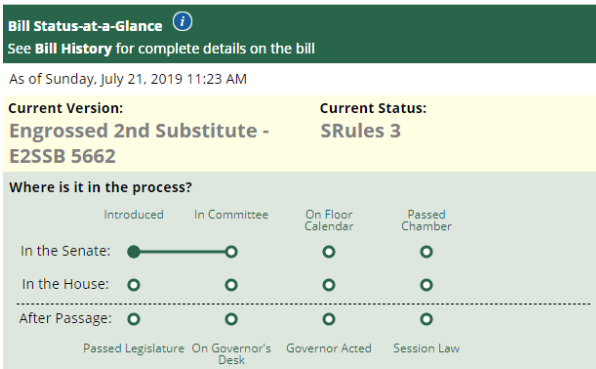 Bill Status-at-a-Glance i
See Bill History for complete details on the bill
As of Sunday, July 21, 2019 11:23 AM
Current Version:
Engrossed 2nd Substitute -
E2SSB 5662
Current Status:
SRules 3
Where is it in the process?
Introduced In Committee On Floor Calendar Passed Chamber
In the Senate:
In the House:
After Passage:
Passed Legislature On Governor's Desk Governor Acted Session Law